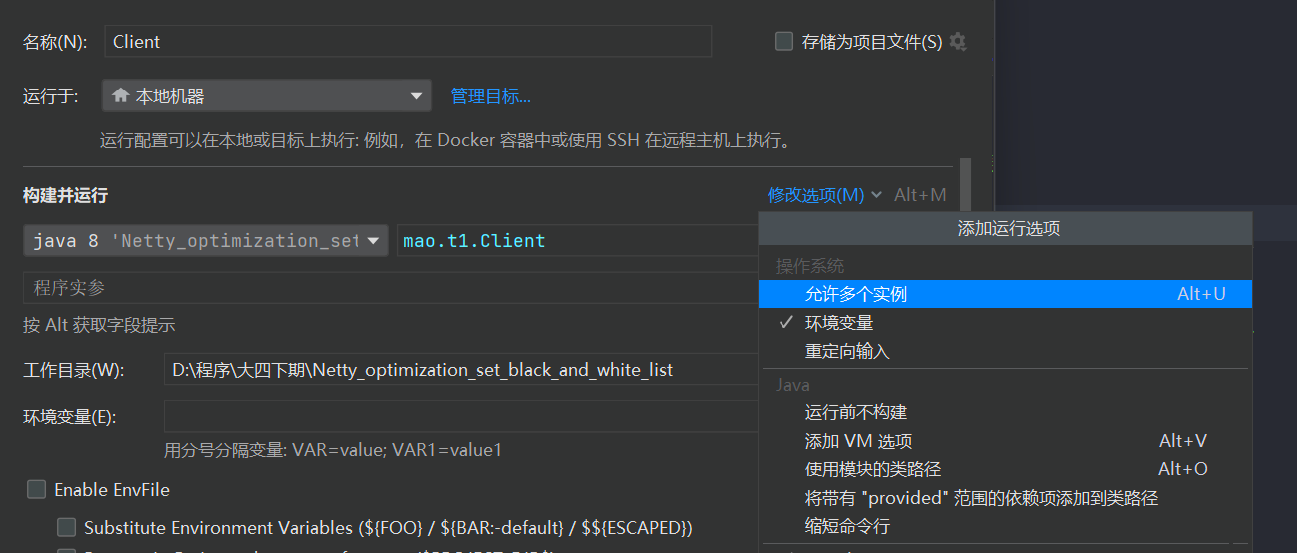 名称(N):
Client
存储为项目文件(S)
运行于:
本地机器
管理目标...
运行配置可以在本地或目标上执行: 例如，在 Docker 容器中或使用 SSH 在远程主机上执行。
构建并运行
修改选项(M)
Alt+M
java 8 'Netty_optimization_set
mao.t1.Client
程序实参
按 Alt 获取字段提示
工作目录(W):
D:\程序\大四下期\Netty_optimization_set_black_and_white_list
环境变量(E):
用分号分隔变量: VAR=value; VAR1=value1
Enable EnvFile
Substitute Environment Variables (${FOO} / ${BAR:-default} / $${ESCAPED})
添加运行选项
操作系统
允许多个实例 Alt+U
环境变量
重定向输入
Java
运行前不构建
添加 VM 选项 Alt+V
使用模块的类路径 Alt+O
将带有 "provided" 范围的依赖项添加到类路径
缩短命令行